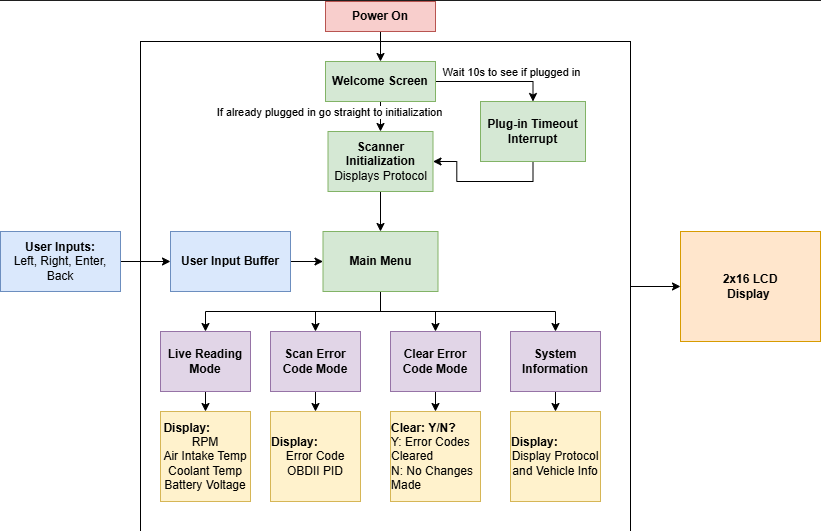 Power On
Welcome Screen
Wait 10s to see if plugged in
If already plugged in go straight to initialization
Plug-in Timeout
Interrupt
Scanner
Initialization
Displays Protocol
User Inputs:
Left, Right, Enter,
Back
User Input Buffer
Main Menu
2x16 LCD
Display
Live Reading
Mode
Scan Error
Code Mode
Clear Error
Code Mode
System
Information
Display:
RPM
Air Intake Temp
Coolant Temp
Battery Voltage
Display:
Error Code
OBDII PID
Clear: Y/N?
Y: Error Codes
Cleared
N: No Changes
Made
Display:
Display Protocol
and Vehicle Info